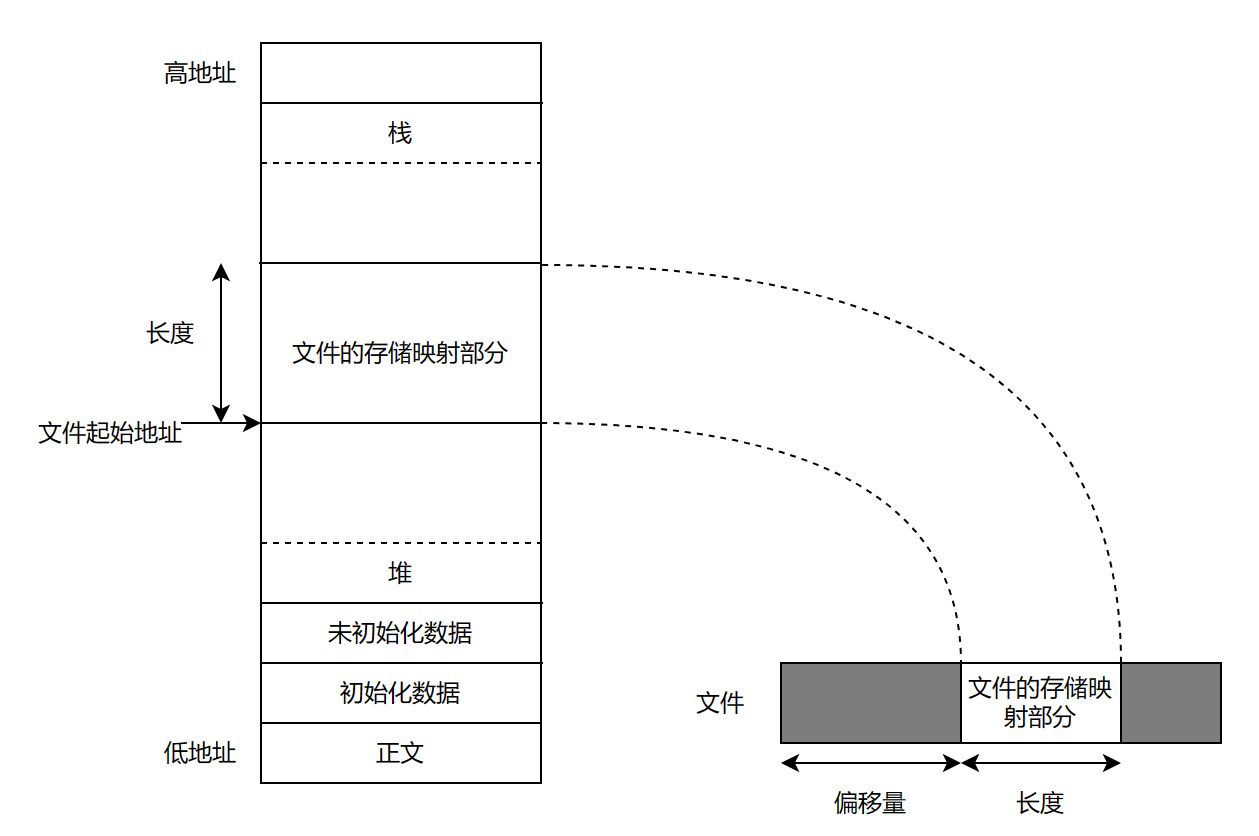 高地址
栈
长度
文件的存储映射部分
文件起始地址
堆
未初始化数据
初始化数据
低地址
正文
文件
文件的存储映
射部分
偏移量
长度